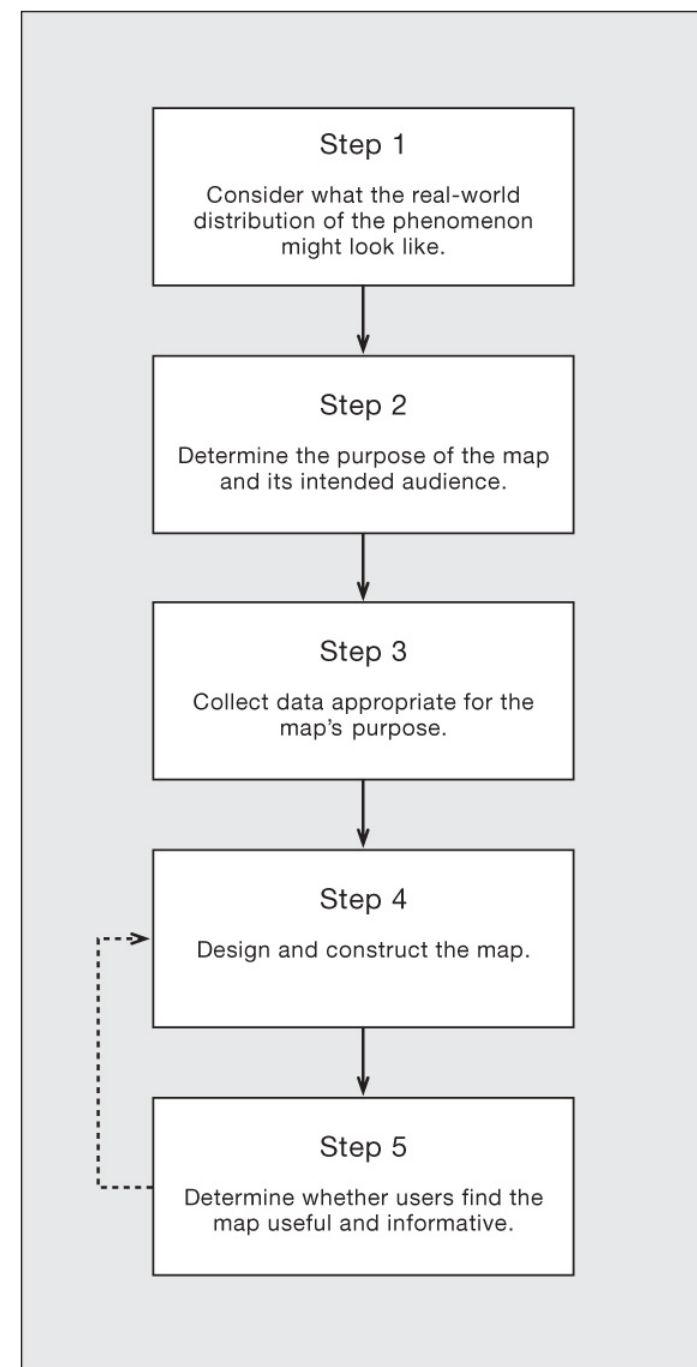 Step 1
Consider what the real-world
distribution of the phenomenon
might look like.
Step 2
Determine the purpose of the map
and its intended audience.
Step 3
Collect data appropriate for the
map’s purpose.
Step 4
Design and construct the map.
Step 5
Determine whether users find the
map useful and informative.